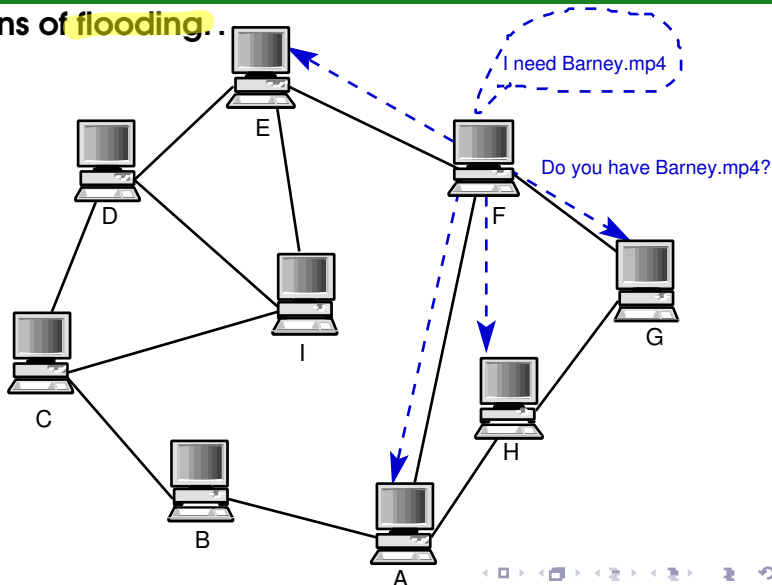 ns of flooding. .
I need Barney.mp4
E
Do you have Barney.mp4?
D
F
G
I
C
H
B
A